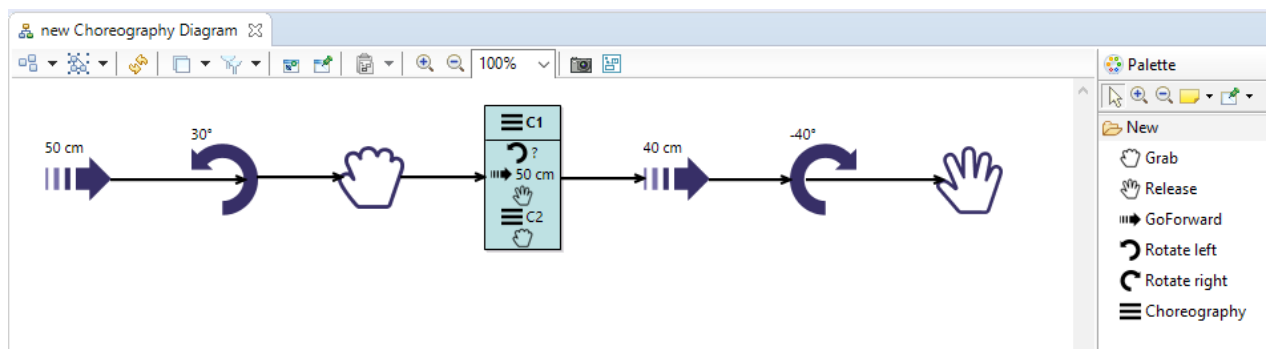 new Choreography Diagram
100%
Palette
New
Grab
Release
GoForward
Rotate left
Rotate right
Choreography
50 cm
30°
C1
?
50 cm
C2
40 cm
-40°